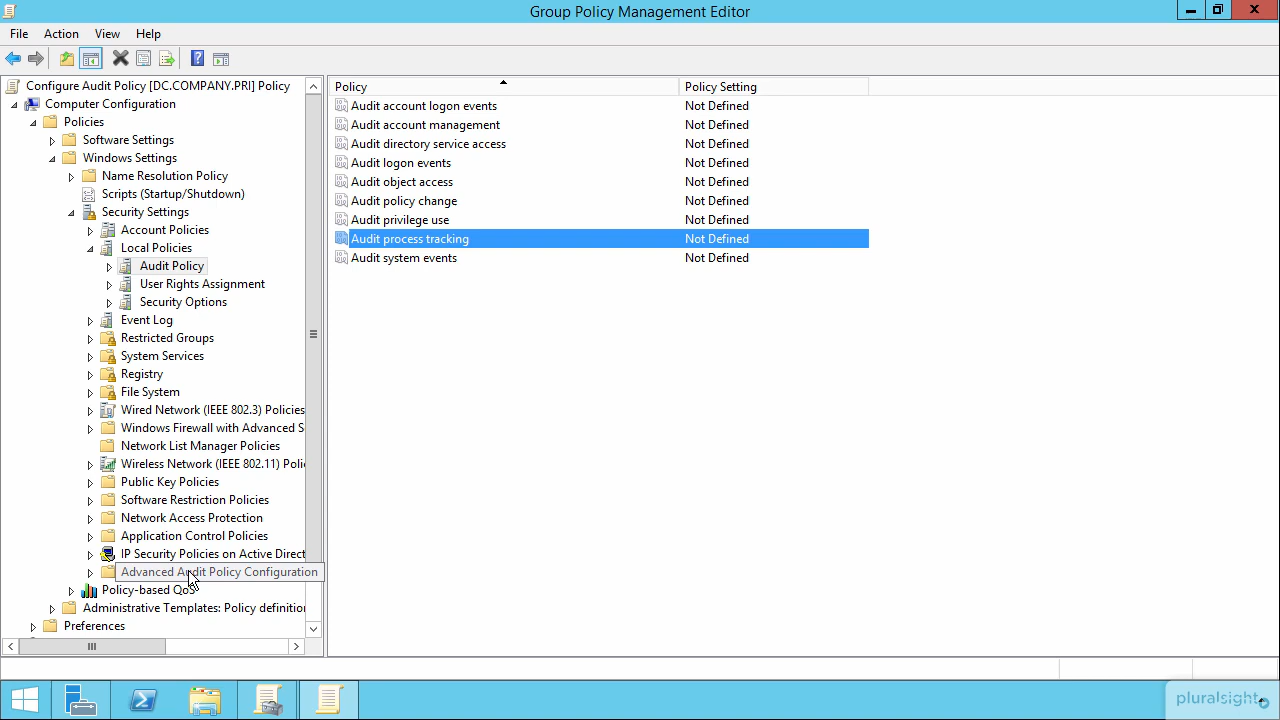 Group Policy Management Editor
File Action View Help
Configure Audit Policy [DC.COMPANY.PRI] Policy
Computer Configuration
Policies
Software Settings
Windows Settings
Name Resolution Policy
Scripts (Startup/Shutdown)
Security Settings
Account Policies
Local Policies
Audit Policy
User Rights Assignment
Security Options
Event Log
Restricted Groups
System Services
Registry
File System
Wired Network (IEEE 802.3) Policies
Windows Firewall with Advanced S
Network List Manager Policies
Wireless Network (IEEE 802.11) Poli
Public Key Policies
Software Restriction Policies
Network Access Protection
Application Control Policies
IP Security Policies on Active Direct
Advanced Audit Policy Configuration
Policy-based QoS
Administrative Templates: Policy definition
Preferences
Policy Policy Setting
Audit account logon events Not Defined
Audit account management Not Defined
Audit directory service access Not Defined
Audit logon events Not Defined
Audit object access Not Defined
Audit policy change Not Defined
Audit privilege use Not Defined
Audit process tracking Not Defined
Audit system events Not Defined
pluralsight